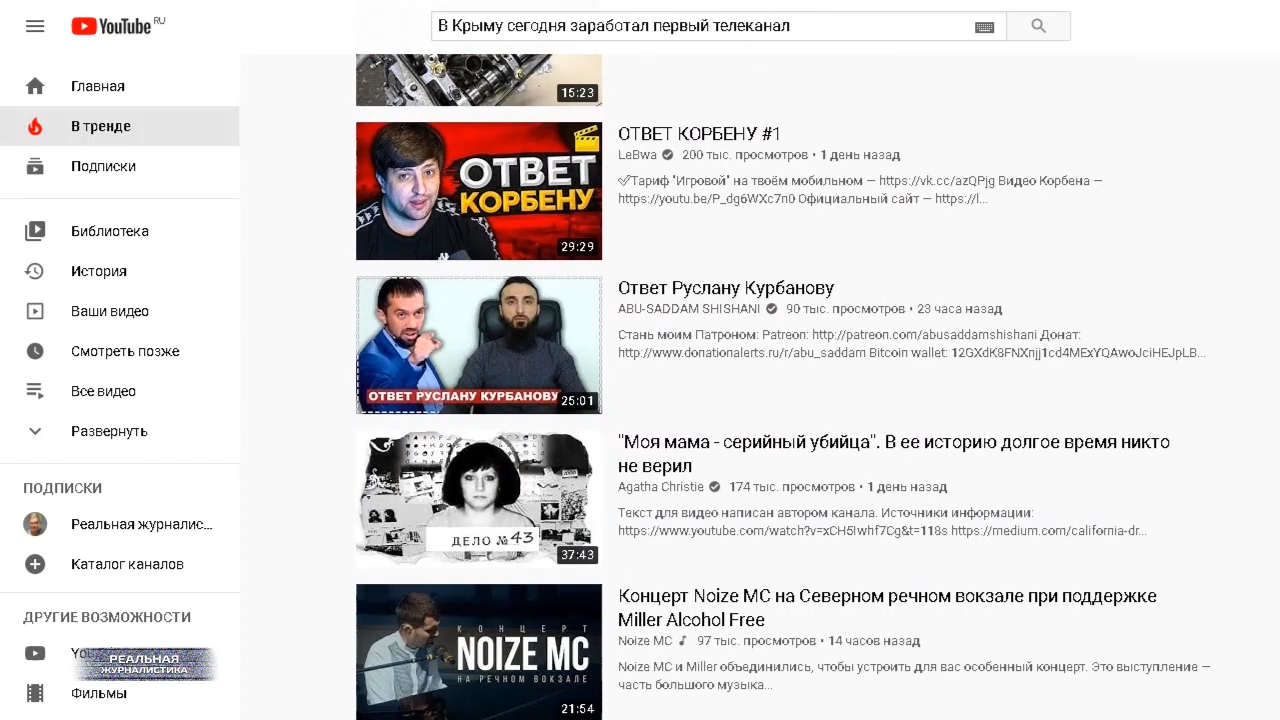 YouTube RU
В Крыму сегодня заработал первый телеканал
Главная
В тренде
Подписки
Библиотека
История
Ваши видео
Смотреть позже
Все видео
Развернуть
ПОДПИСКИ
Реальная журналис...
Каталог каналов
ДРУГИЕ ВОЗМОЖНОСТИ
You
РЕАЛЬНАЯ
ЖУРНАЛИСТИКА
Фильмы
15:23
ОТВЕТ
КОРБЕНУ
29:29
ОТВЕТ КОРБЕНУ #1
LeBwa 200 тыс. просмотров • 1 день назад
Тариф "Игровой" на твоём мобильном — https://vk.cc/azQPjg Видео Корбена —
https://youtu.be/P_dg6WXc7n0 Официальный сайт — https://l...
ОТВЕТ РУСЛАНУ КУРБАНОВУ
25:01
Ответ Руслану Курбанову
ABU-SADDAM SHISHANI 90 тыс. просмотров • 23 часа назад
Стань моим Патроном: Patreon: http://patreon.com/abusaddamshishani Донат:
http://www.donationalerts.ru/r/abu_saddam Bitcoin wallet: 12GXdK8FNXnjj1cd4MExYQAwoJciHEJpLB...
ДЕЛО №43
37:43
"Моя мама - серийный убийца". В ее историю долгое время никто
не верил
Agatha Christie 174 тыс. просмотров • 1 день назад
Текст для видео написан автором канала. Источники информации:
https://www.youtube.com/watch?v=xCH5lwhf7Cg&t=118s https://medium.com/california-dr...
КОНЦЕРТ
NOIZE MC
НА РЕЧНОМ ВОКЗАЛЕ
21:54
Концерт Noize MC на Северном речном вокзале при поддержке
Miller Alcohol Free
Noize MC 97 тыс. просмотров • 14 часов назад
Noize MC и Miller объединились, чтобы устроить для вас особенный концерт. Это выступление —
часть большого музыка...